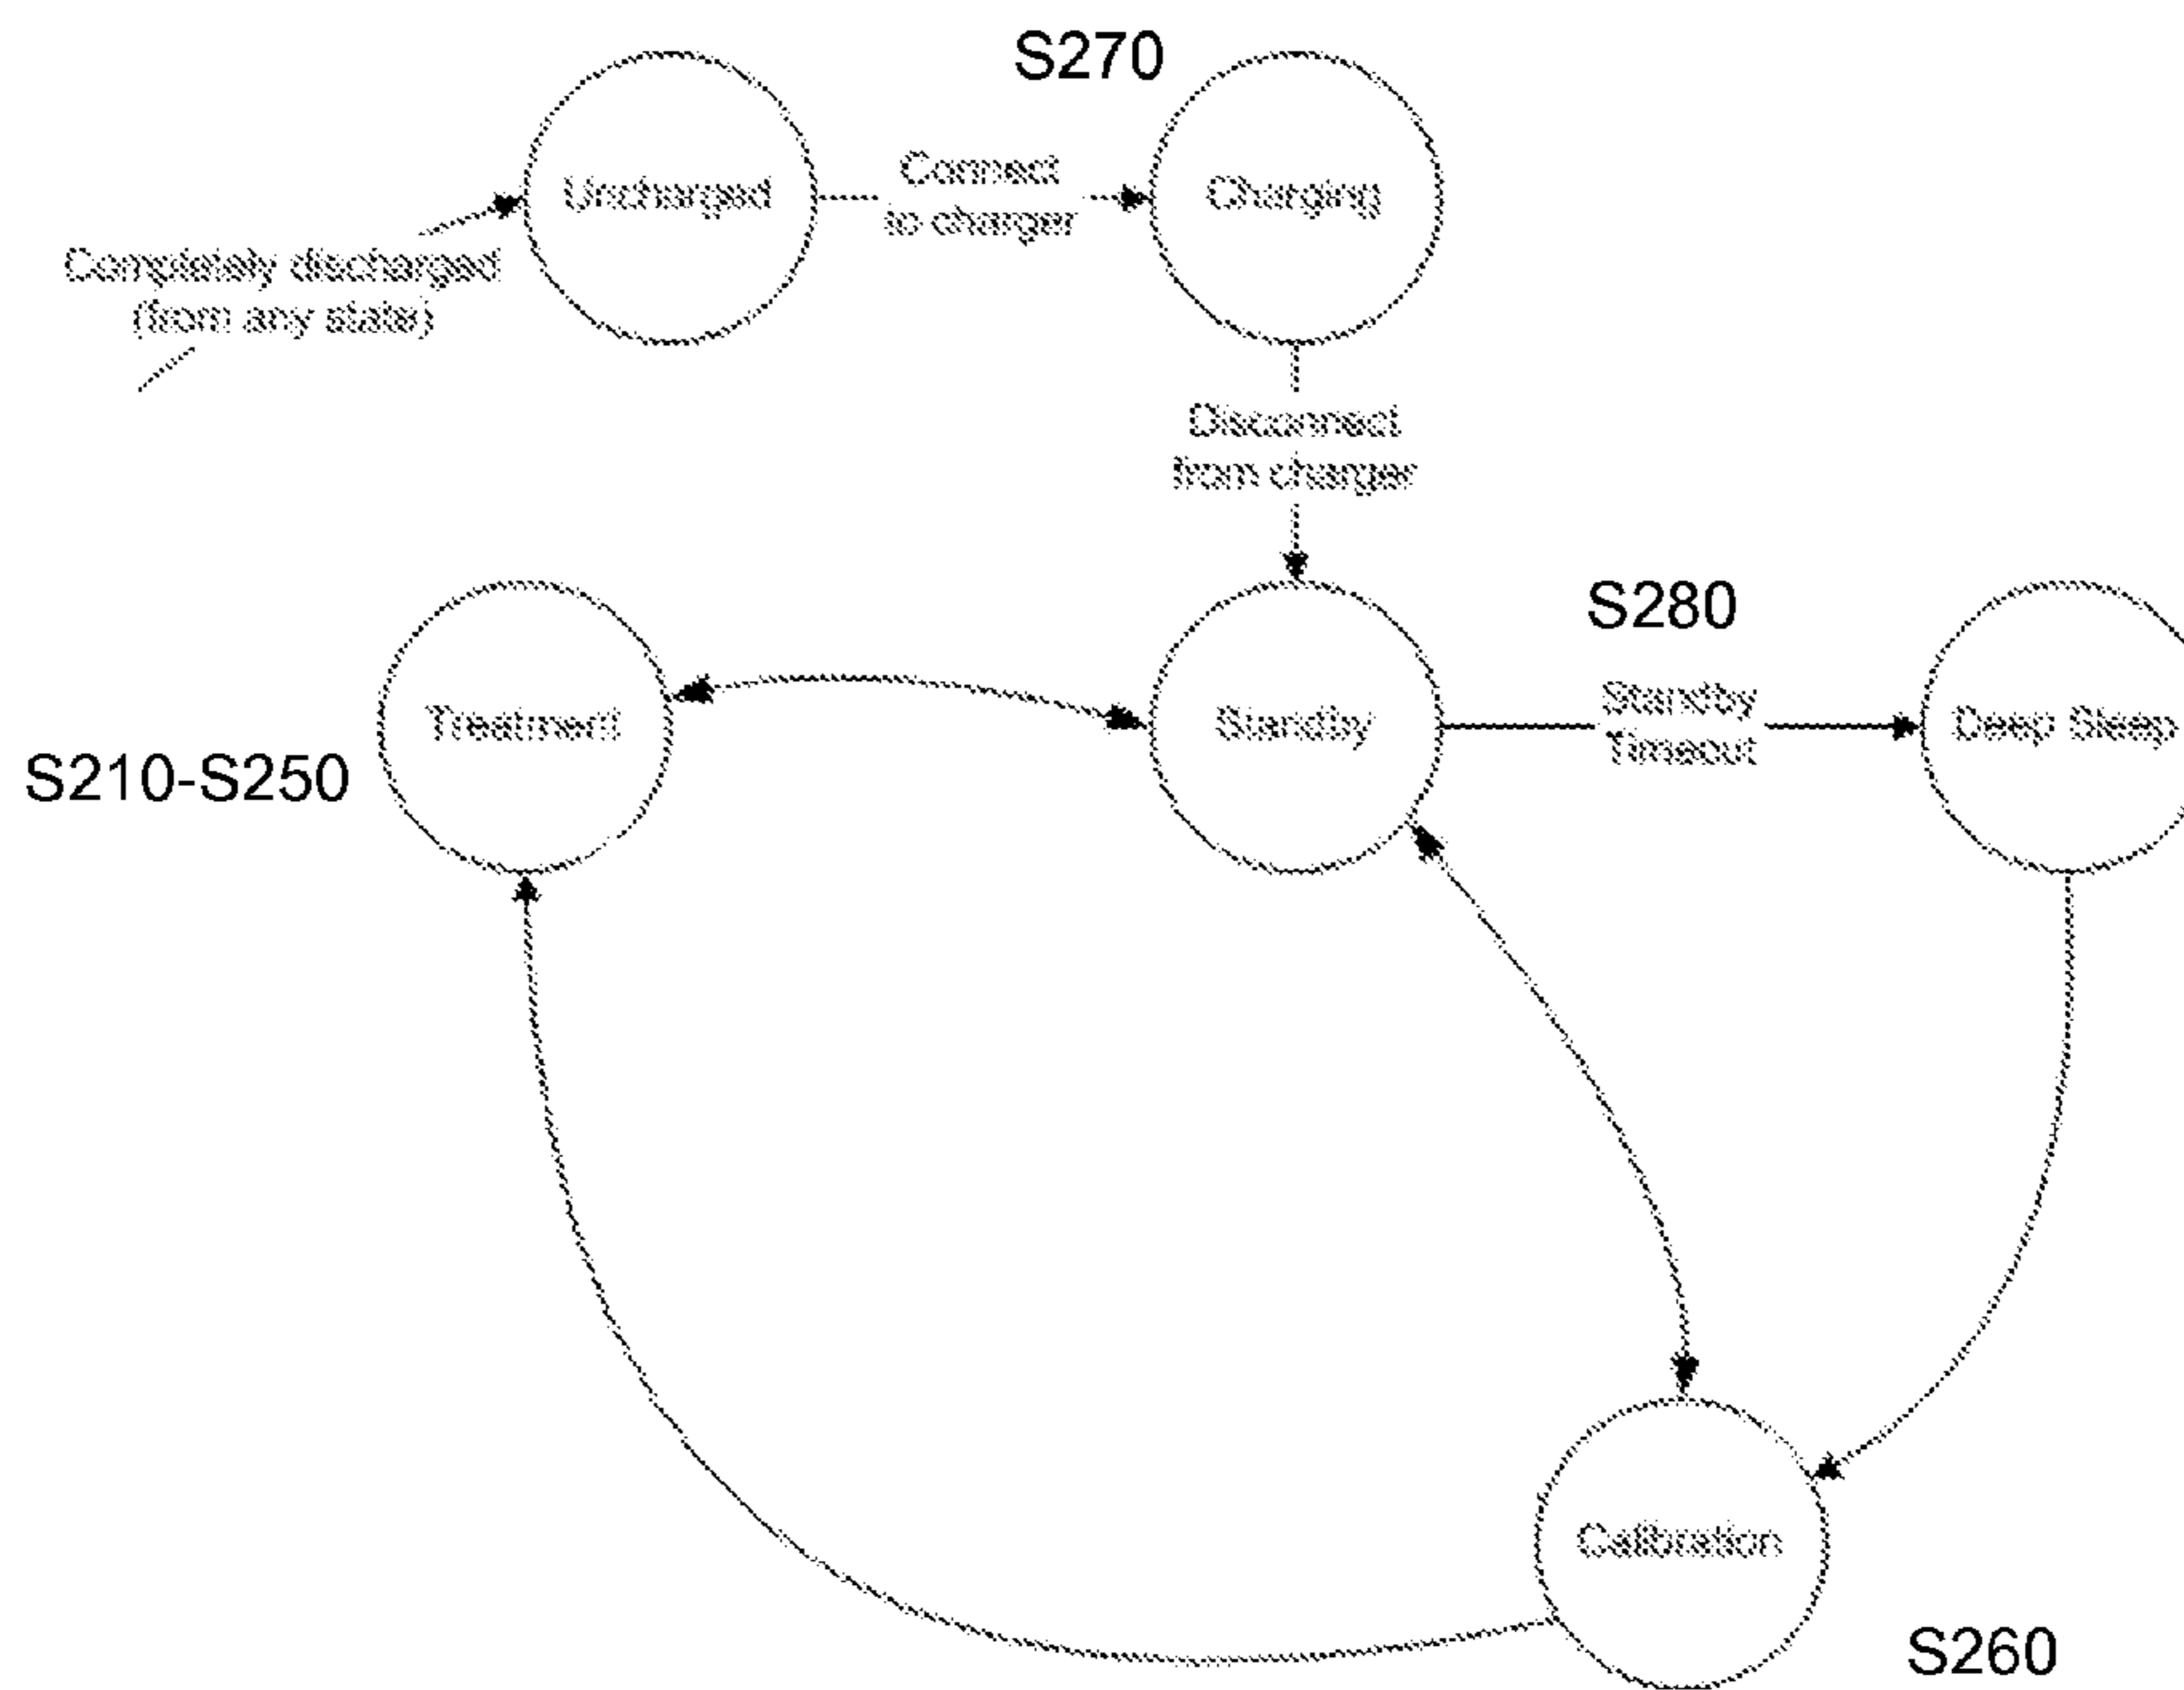 S270
Uncharged
Connect
to charger
Charging
Completely discharged
(from any state)
Disconnect
from charger
S280
Treatment
Standby
Standby
Timeout
Deep Sleep
S210-S250
Calibration
S260